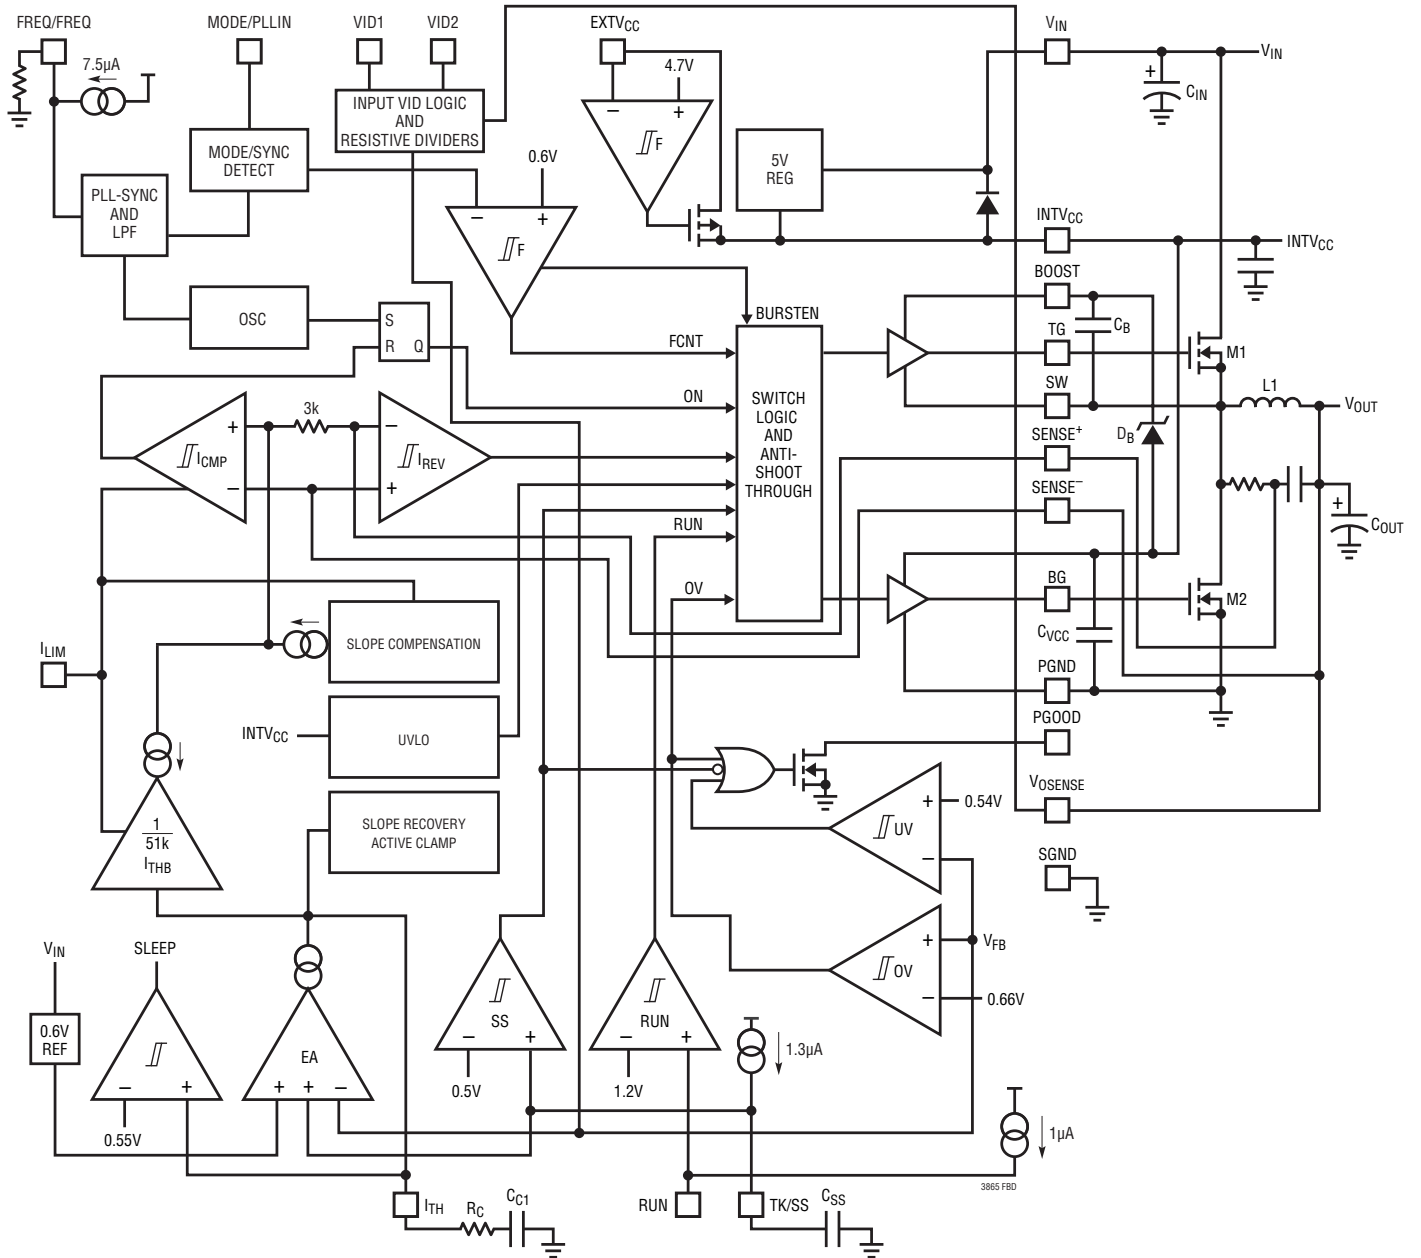 FREQ/FREQ
MODE/PLLIN
VID1
VID2
EXTVCC
VIN
7.5µA
4.7V
VIN
+
CIN
INPUT VID LOGIC
AND
RESISTIVE DIVIDERS
–
+
F
MODE/SYNC
DETECT
0.6V
5V
REG
PLL-SYNC
AND
LPF
–
+
F
INTVCC
INTVCC
BOOST
OSC
S
R
Q
BURSTEN
FCNT
TG
CB
M1
ON
SWITCH
LOGIC
AND
ANTI-
SHOOT
THROUGH
SW
L1
VOUT
3k
+
–
ICMP
–
+
IREV
SENSE+
DB
SENSE–
+
COUT
RUN
OV
BG
M2
SLOPE COMPENSATION
CVCC
ILIM
PGND
INTVCC
UVLO
PGOOD
VOSENSE
+
0.54V
UV
–
SLOPE RECOVERY
ACTIVE CLAMP
1
51k
ITHB
SGND
+
VFB
OV
–
0.66V
VIN
SLEEP
0.6V
REF
–
+
0.55V
EA
+
+
–
SS
–
+
0.5V
RUN
–
+
1.2V
1.3µA
1µA
ITH
RC
CC1
RUN
TK/SS
CSS
3865 FBD